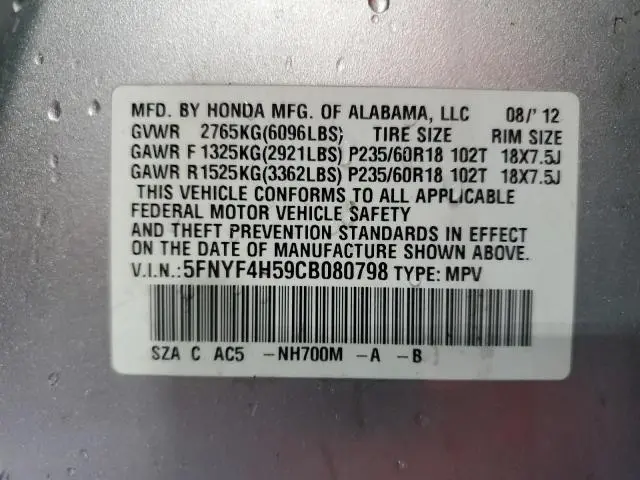 MFD. BY HONDA MFG. OF ALABAMA, LLC 08/' 12
GVWR 2765KG(6096LBS) TIRE SIZE RIM SIZE
GAWR F 1325KG(2921LBS) P235/60R18 102T 18X7.5J
GAWR R1525KG(3362LBS) P235/60R18 102T 18X7.5J
THIS VEHICLE CONFORMS TO ALL APPLICABLE
FEDERAL MOTOR VEHICLE SAFETY
AND THEFT PREVENTION STANDARDS IN EFFECT
ON THE DATE OF MANUFACTURE SHOWN ABOVE.
V.I.N.:5FNYF4H59CB080798 TYPE: MPV
SZA C AC5 -NH700M -A -B